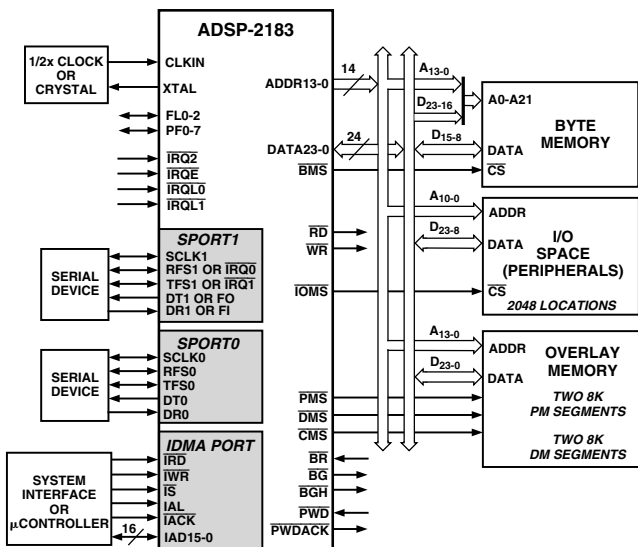 ADSP-2183
1/2x CLOCK
OR
CRYSTAL
CLKIN
XTAL
FL0-2
PF0-7
IRQ2
IRQE
IRQL0
IRQL1
SPORT1
SCLK1
RFS1 OR IRQ0
TFS1 OR IRQ1
DT1 OR FO
DR1 OR FI
SERIAL
DEVICE
SPORT0
SCLK0
RFS0
TFS0
DT0
DR0
SERIAL
DEVICE
IDMA PORT
IRD
IWR
IS
IAL
IACK
IAD15-0
16
SYSTEM
INTERFACE
OR
µCONTROLLER
ADDR13-0
14
DATA23-0
24
BMS
RD
WR
IOMS
PMS
DMS
CMS
BR
BG
BGH
PWD
PWDACK
A13-0
D23-16
D15-8
A10-0
D23-8
A13-0
D23-0
A0-A21
BYTE
MEMORY
DATA
CS
ADDR
I/O
SPACE
(PERIPHERALS)
DATA
CS
2048 LOCATIONS
ADDR
OVERLAY
MEMORY
DATA
TWO 8K
PM SEGMENTS
TWO 8K
DM SEGMENTS